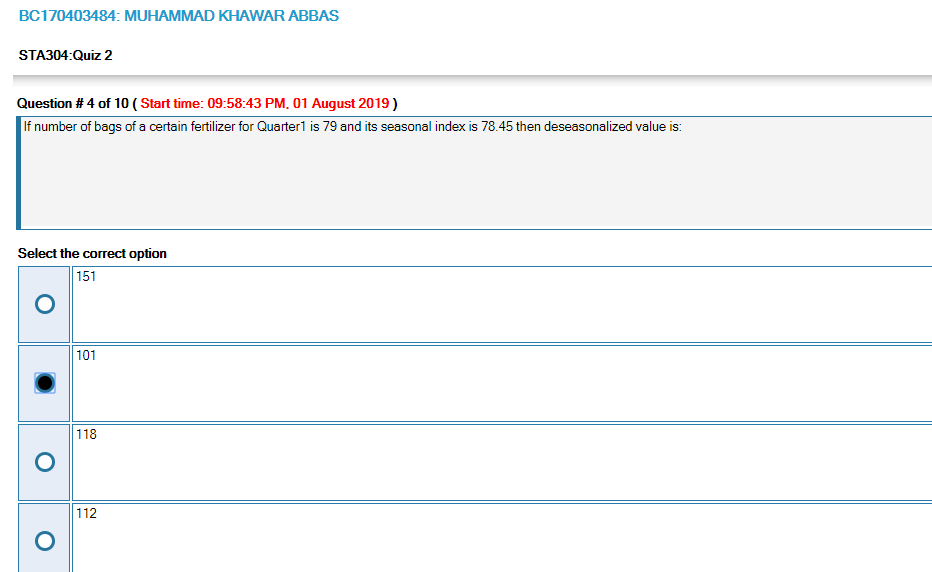 BC170403484: MUHAMMAD KHAWAR ABBAS
STA304:Quiz 2
Question # 4 of 10 ( Start time: 09:58:43 PM, 01 August 2019 )
If number of bags of a certain fertilizer for Quarter1 is 79 and its seasonal index is 78.45 then deseasonalized value is:
Select the correct option
151
101
118
112